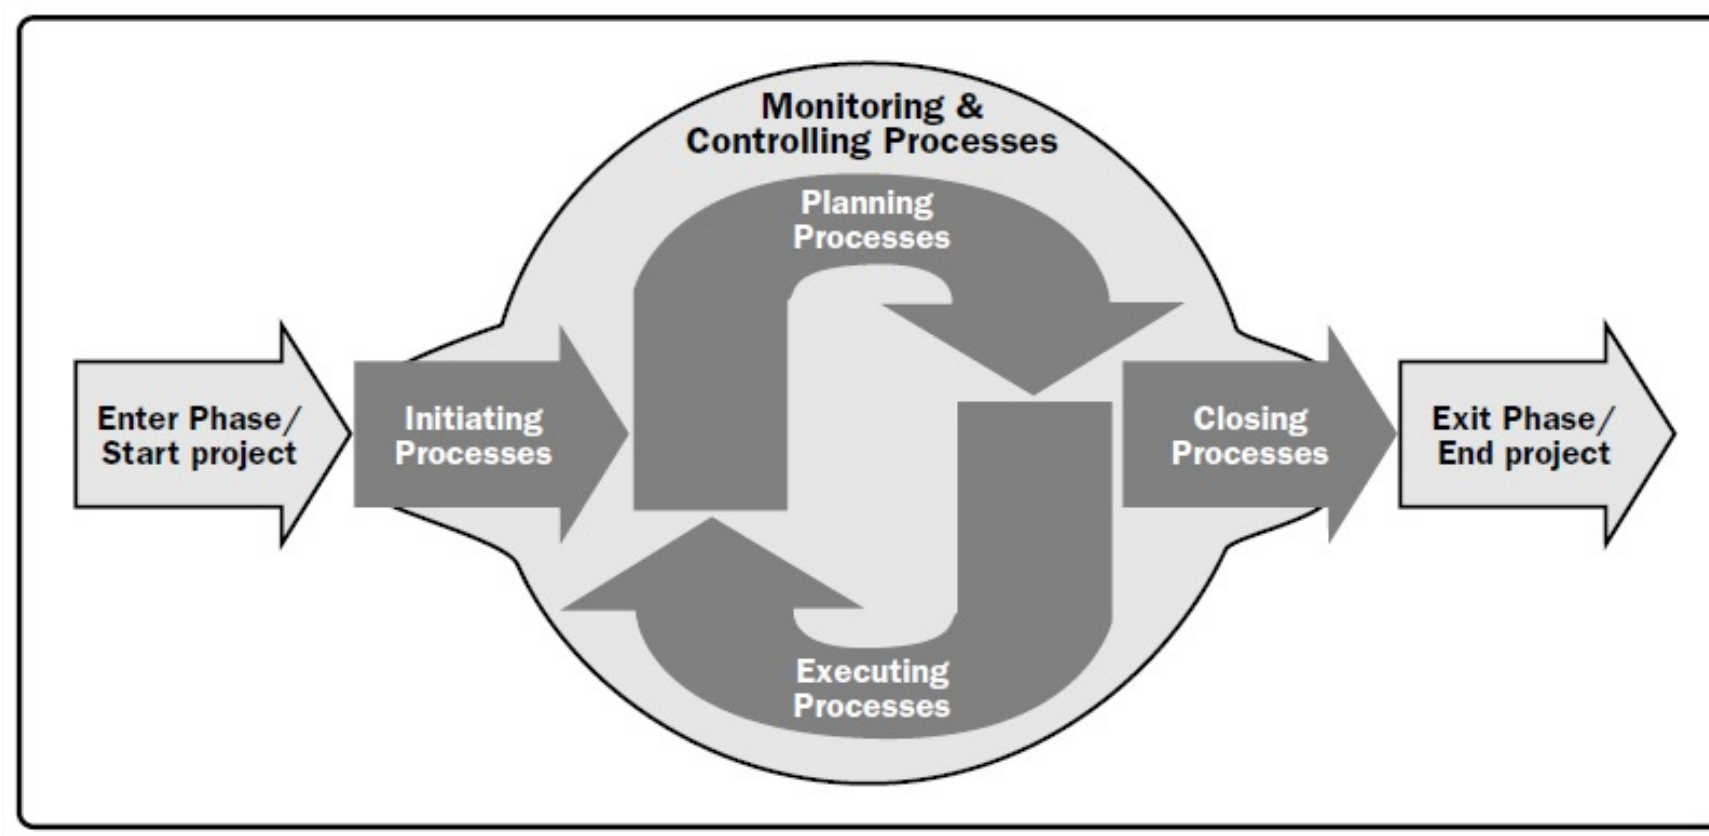 Monitoring &
Controlling Processes
Planning
Processes
Enter Phase/
Start project
Initiating
Processes
Closing
Processes
Exit Phase/
End project
Executing
Processes